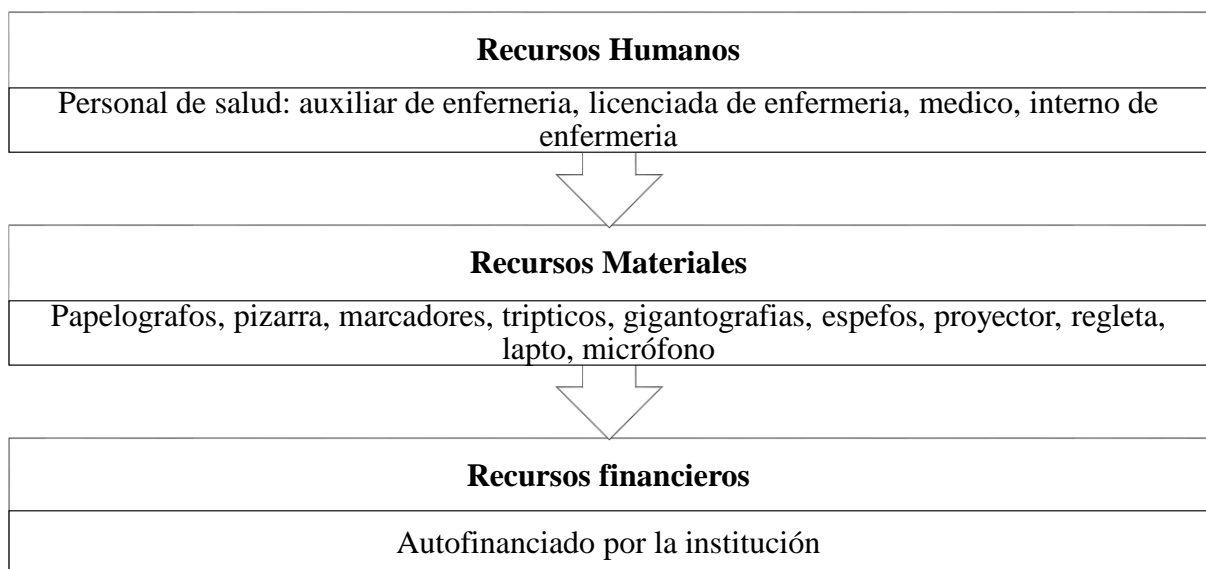 Recursos Humanos
Personal de salud: auxiliar de enferneria, licenciada de enfermeria, medico, interno de
enfermeria
Recursos Materiales
Papelografos, pizarra, marcadores, tripticos, gigantografias, espefos, proyector, regleta,
lapto, micrófono
Recursos financieros
Autofinanciado por la institución